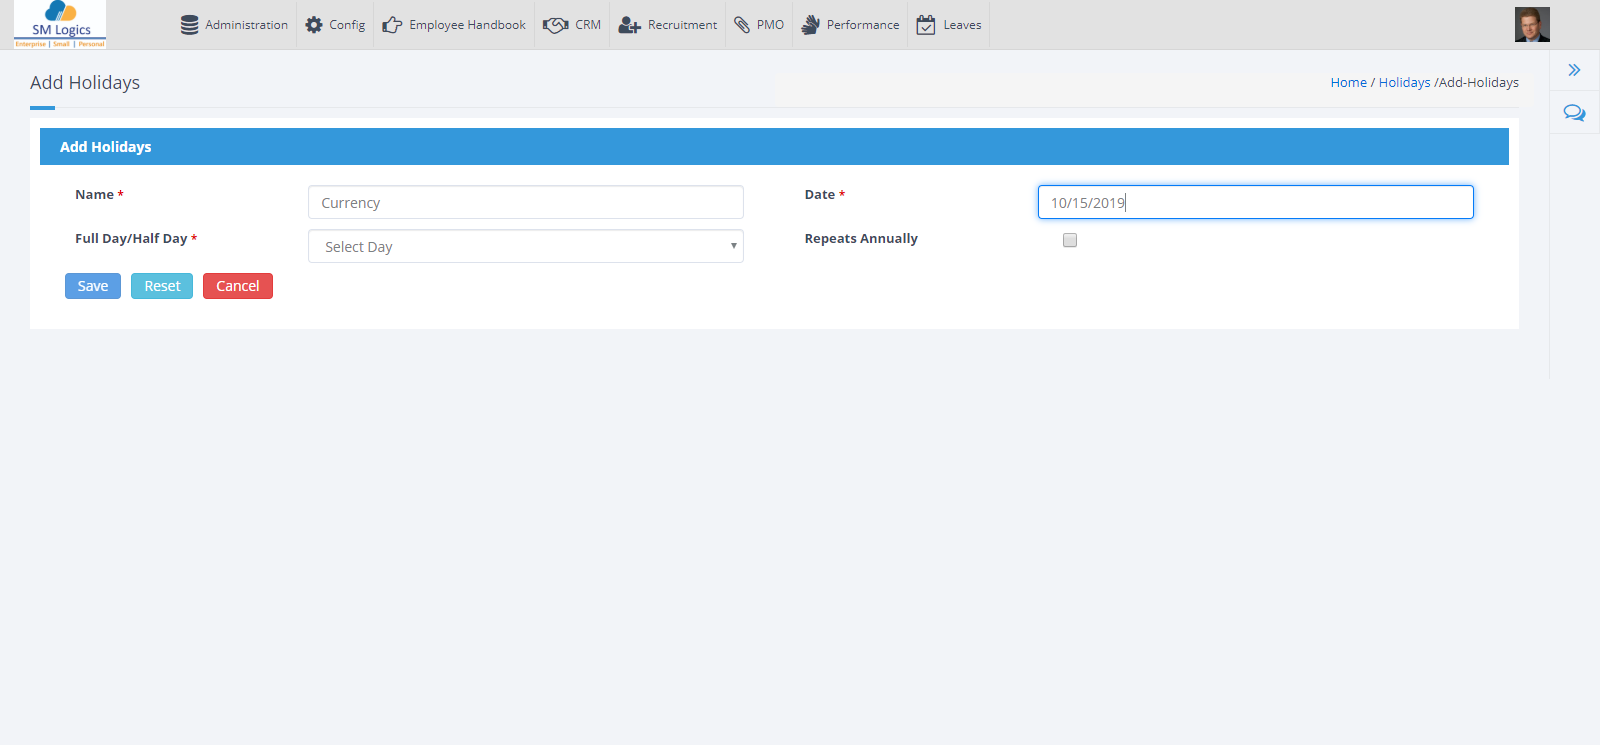 SM Logics
Enterprise | Small | Personal
Administration Config Employee Handbook CRM Recruitment PMO Performance Leaves
Add Holidays
Home / Holidays /Add-Holidays
Add Holidays
Name * Currency Date * 10/15/2019
Full Day/Half Day * Select Day Repeats Annually
Save Reset Cancel